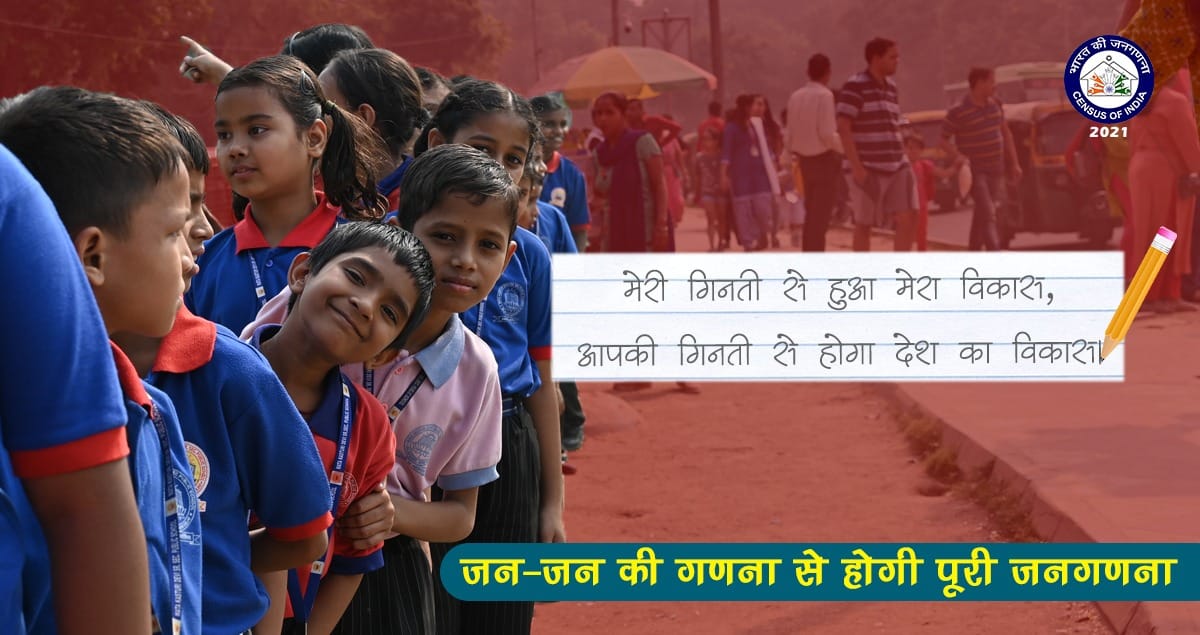 भारत की जनगणना
CENSUS OF INDIA
2021
मेरी गिनती से हुआ मेरा विकास,
आपकी गिनती से होगा देश का विकास।
जन-जन की गणना से होगी पूरी जनगणना